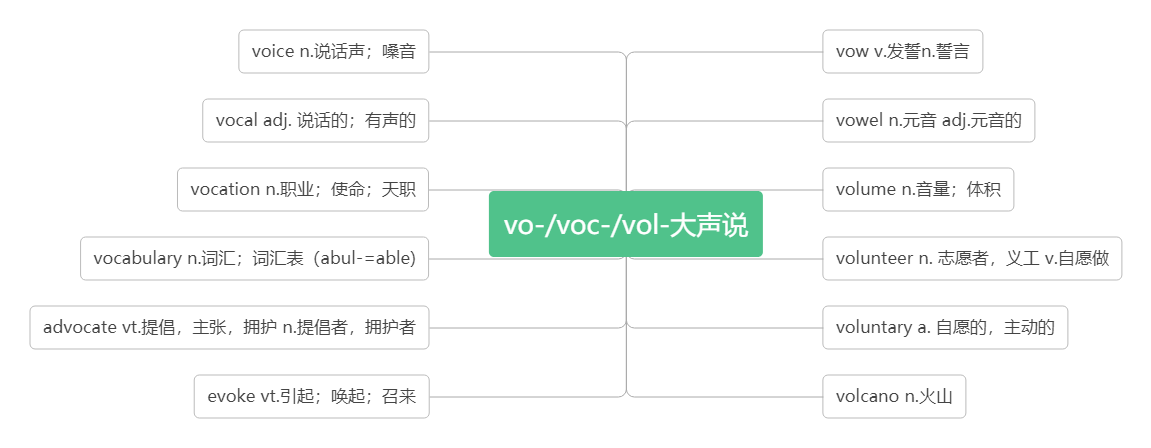 voice n.说话声；嗓音
vocal adj. 说话的；有声的
vocation n.职业；使命；天职
vocabulary n.词汇；词汇表（abul-=able)
advocate vt.提倡，主张，拥护 n.提倡者，拥护者
evoke vt.引起；唤起；召来
vo-/voc-/vol-大声说
vow v.发誓n.誓言
vowel n.元音 adj.元音的
volume n.音量；体积
volunteer n. 志愿者，义工 v.自愿做
voluntary a. 自愿的，主动的
volcano n.火山